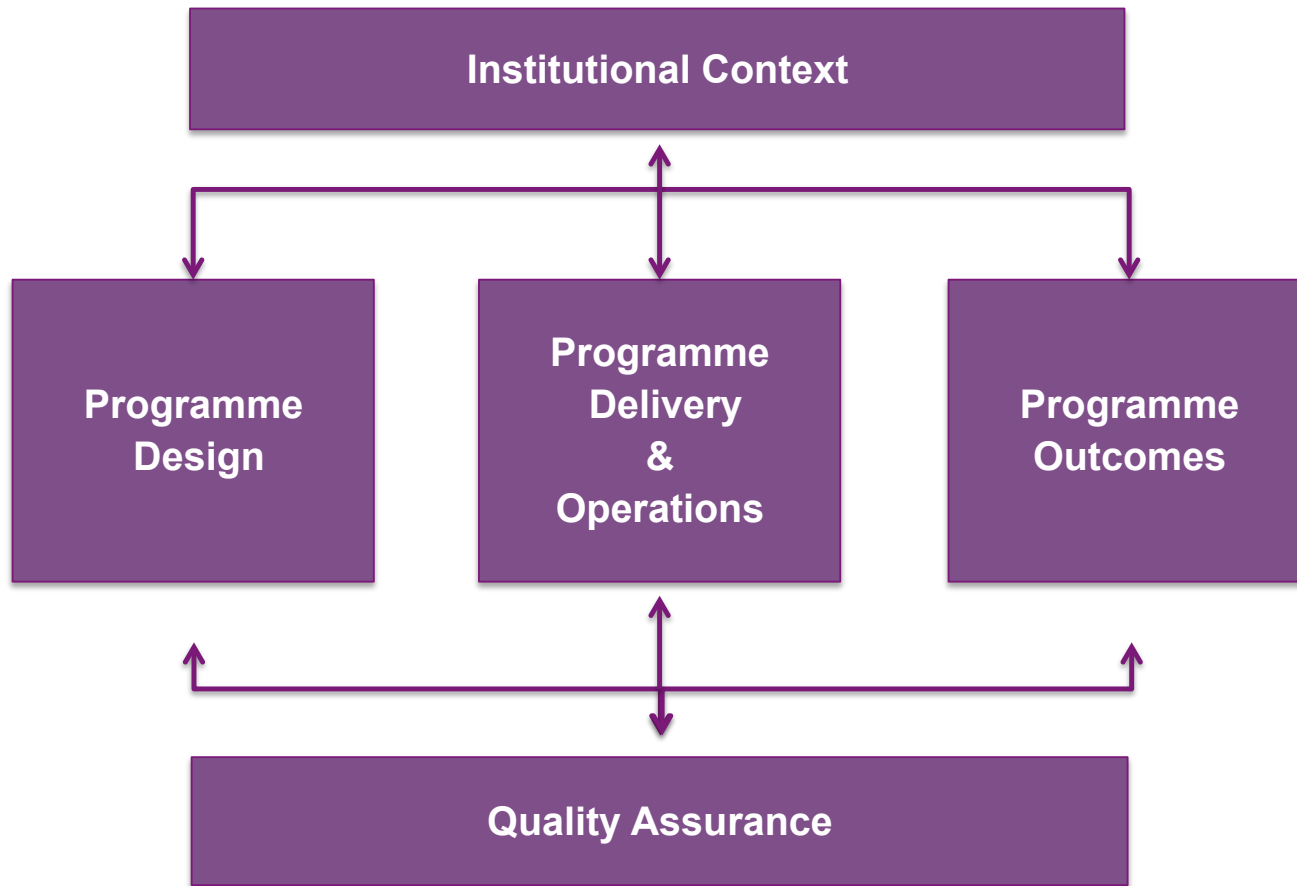 Institutional Context
Programme
Design
Programme
Delivery
&
Operations
Programme
Outcomes
Quality Assurance